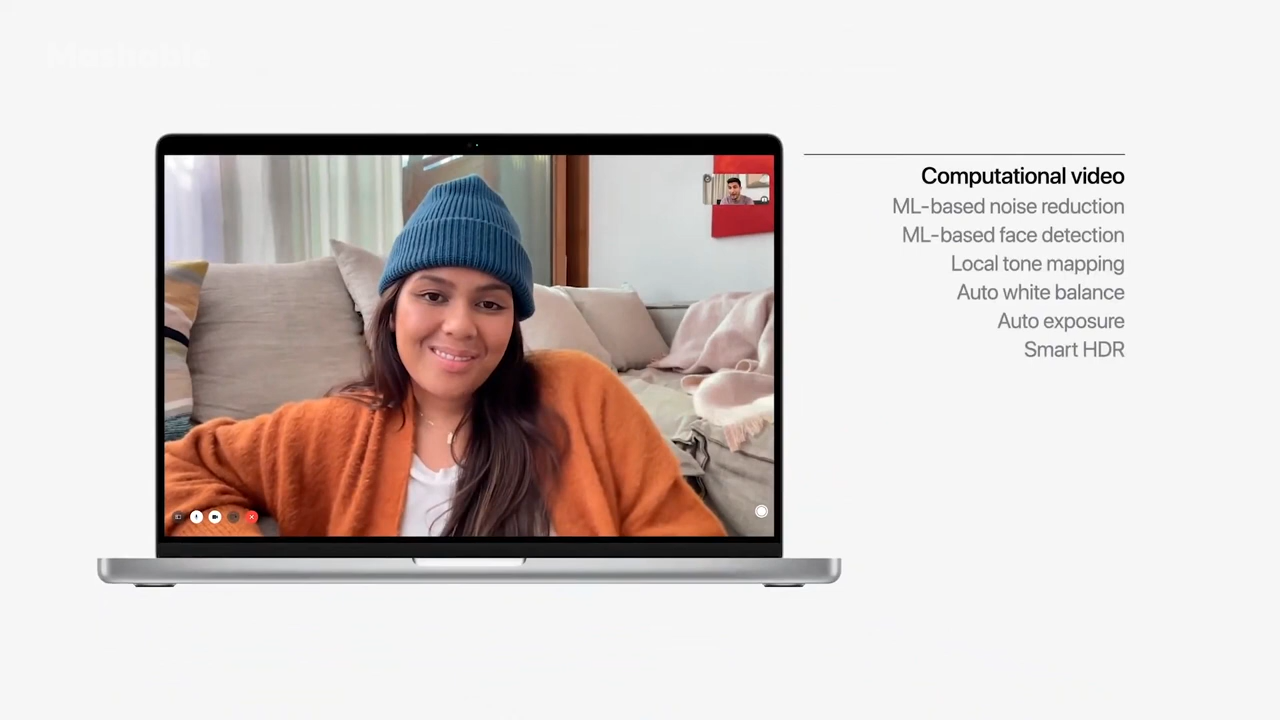 Mashable
Computational video
ML-based noise reduction
ML-based face detection
Local tone mapping
Auto white balance
Auto exposure
Smart HDR